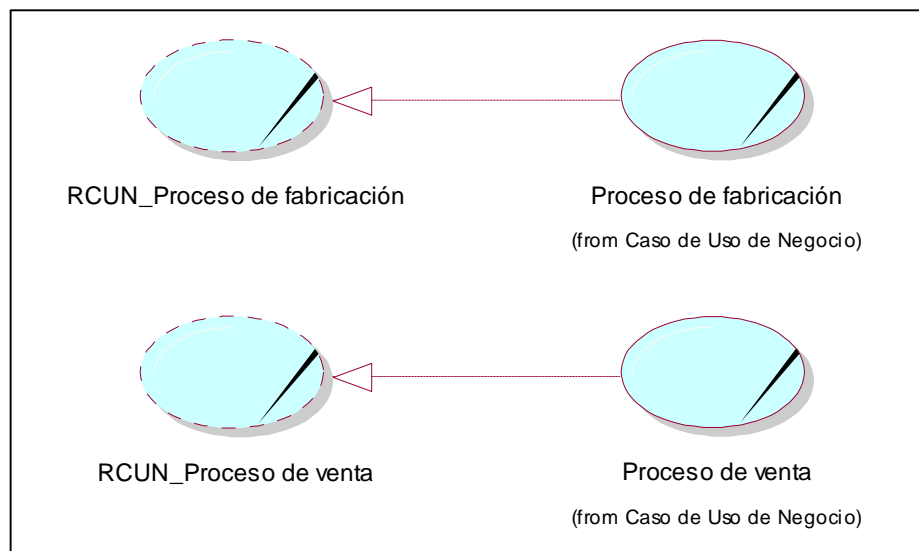 RCUN_Proceso de fabricación
Proceso de fabricación
(from Caso de Uso de Negocio)
RCUN_Proceso de venta
Proceso de venta
(from Caso de Uso de Negocio)